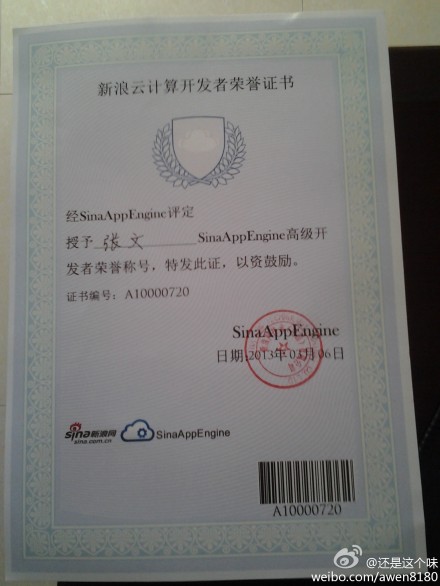 新浪云计算开发者荣誉证书
经SinaAppEngine评定
授予 张文 SinaAppEngine高级开
发者荣誉称号，特发此证，以资鼓励。
证书编号：A10000720
SinaAppEngine
日期:2013年03月06日
sina新浪网
sina.com.cn
SinaAppEngine
A10000720
@还是这个味
weibo.com/awen8180